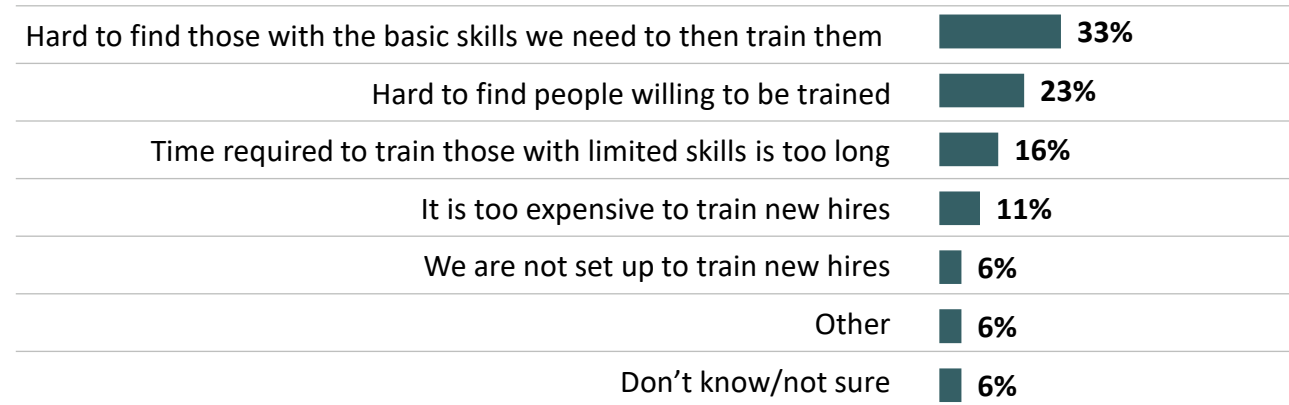 Hard to find those with the basic skills we need to then train them 33%
Hard to find people willing to be trained 23%
Time required to train those with limited skills is too long 16%
It is too expensive to train new hires 11%
We are not set up to train new hires 6%
Other 6%
Don’t know/not sure 6%